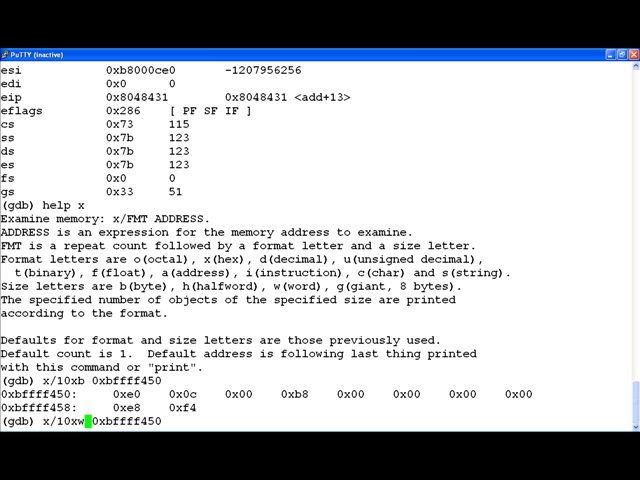 PuTTY (inactive)
esi 0xb8000ce0 -1207956256
edi 0x0 0
eip 0x8048431 0x8048431 <add+13>
eflags 0x286 [ PF SF IF ]
cs 0x73 115
ss 0x7b 123
ds 0x7b 123
es 0x7b 123
fs 0x0 0
gs 0x33 51
(gdb) help x
Examine memory: x/FMT ADDRESS.
ADDRESS is an expression for the memory address to examine.
FMT is a repeat count followed by a format letter and a size letter.
Format letters are o(octal), x(hex), d(decimal), u(unsigned decimal),
t(binary), f(float), a(address), i(instruction), c(char) and s(string).
Size letters are b(byte), h(halfword), w(word), g(giant, 8 bytes).
The specified number of objects of the specified size are printed
according to the format.
Defaults for format and size letters are those previously used.
Default count is 1.  Default address is following last thing printed
with this command or "print".
(gdb) x/10xb 0xbffff450
0xbffff450: 0xe0 0x0c 0x00 0xb8 0x00 0x00 0x00 0x00
0xbffff458: 0xe8 0xf4
(gdb) x/10xw 0xbffff450